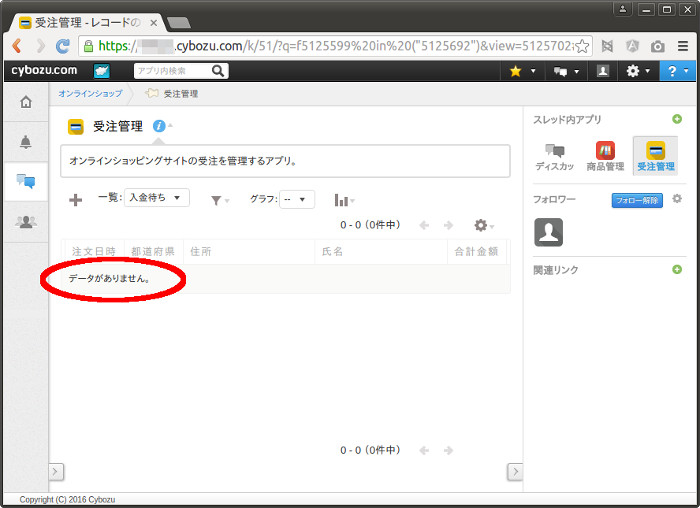 受注管理 - レコードの
https://
.cybozu.com/k/51/?q=f5125599%20in%20("5125692")&view=5125702
cybozu.com
アプリ内検索
オンラインショップ
受注管理
受注管理
オンラインショッピングサイトの受注を管理するアプリ。
一覧: 入金待ち
グラフ: --
0 - 0 (0件中)
注文日時 都道府県 住所 氏名 合計金額
データがありません。
0 - 0 (0件中)
スレッド内アプリ
ディスカッ 商品管理 受注管理
フォロワー フォロー解除
関連リンク
Copyright (C) 2016 Cybozu